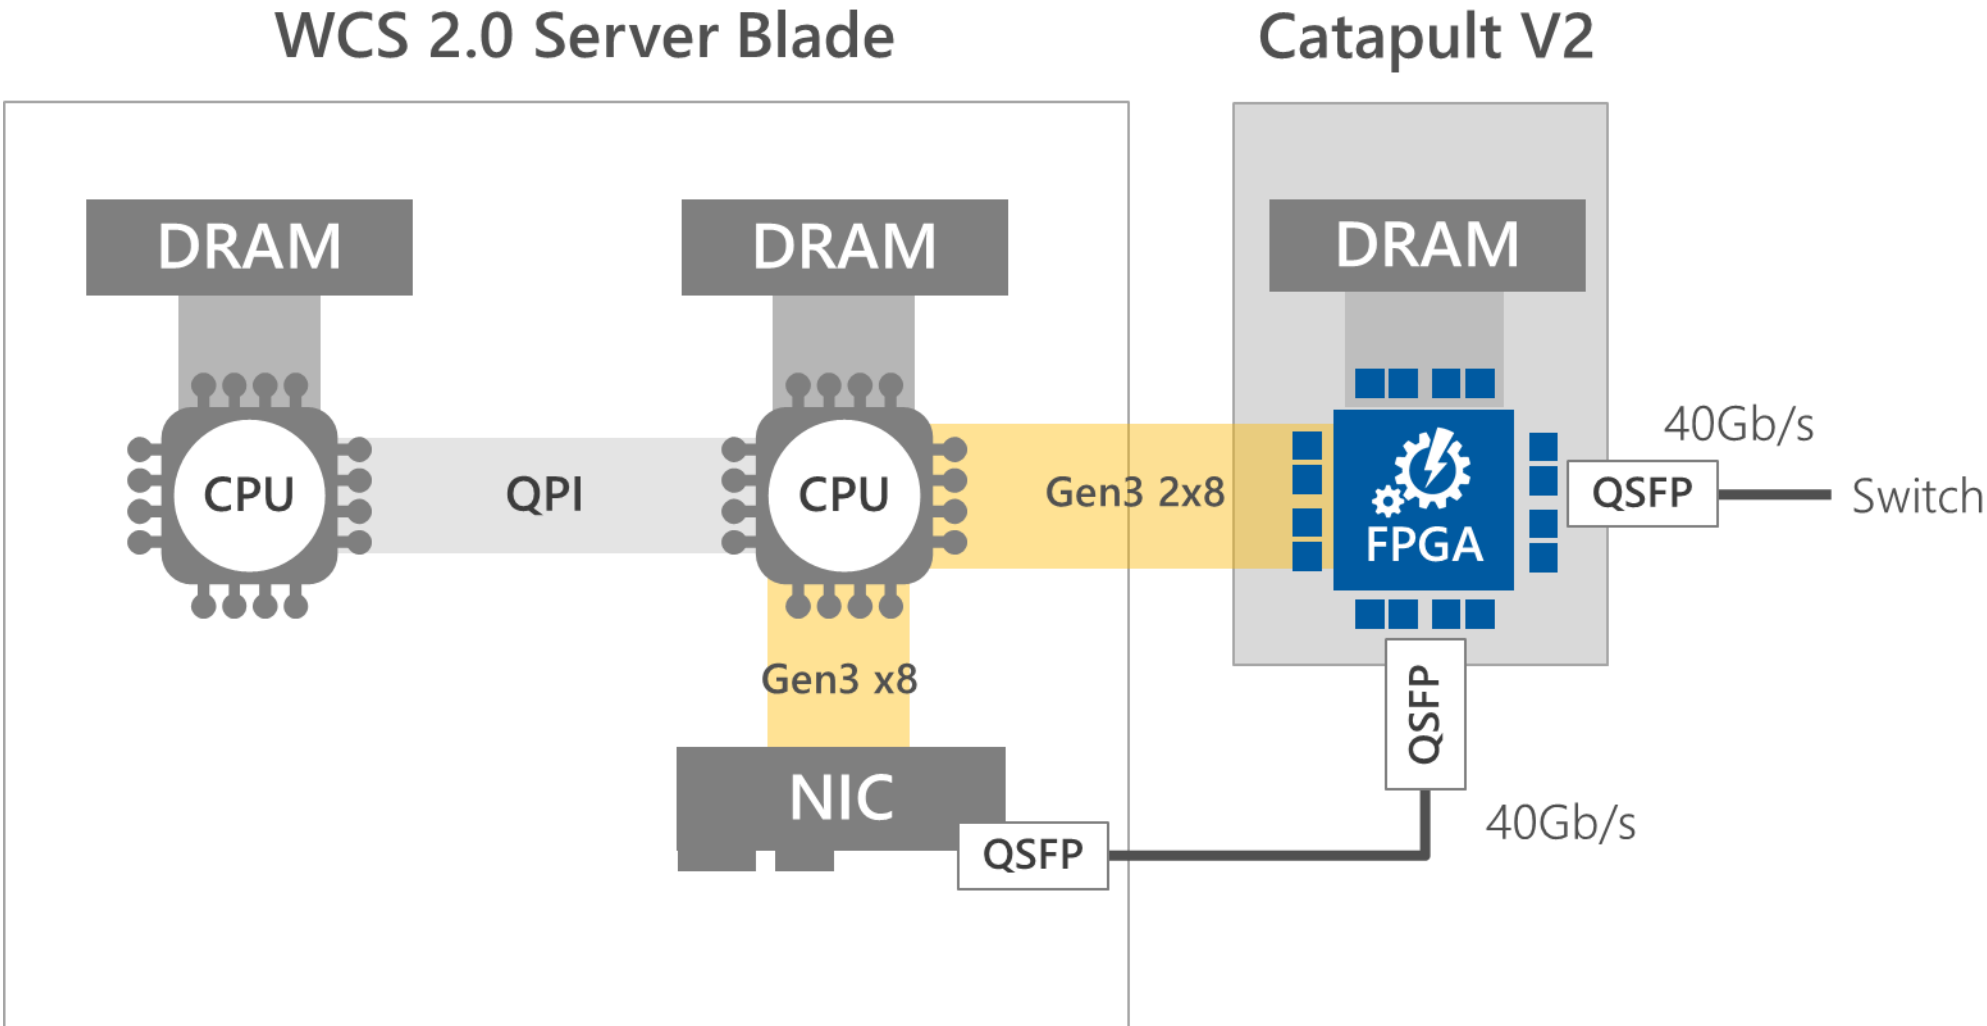 WCS 2.0 Server Blade
Catapult V2
DRAM
DRAM
DRAM
CPU
QPI
CPU
Gen3 2x8
FPGA
QSFP
40Gb/s
Switch
Gen3 x8
QSFP
NIC
QSFP
40Gb/s